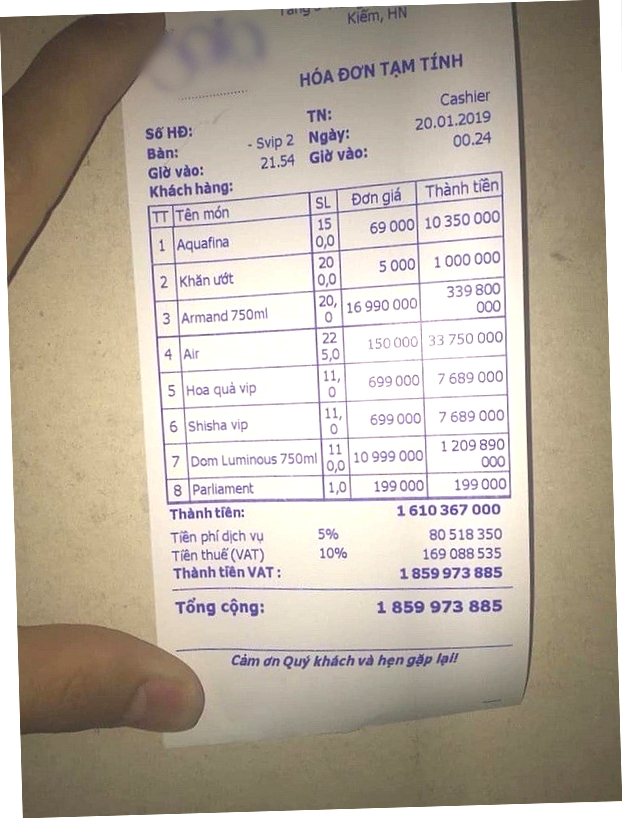 Kiếm, HN
HÓA ĐƠN TẠM TÍNH
Số HĐ: TN: Cashier
Bàn: - Svip 2 Ngày: 20.01.2019
Giờ vào: 21.54 Giờ vào: 00.24
Khách hàng:
TT Tên món SL Đơn giá Thành tiền
1 Aquafina 15 0,0 69 000 10 350 000
2 Khăn ướt 20 0,0 5 000 1 000 000
3 Armand 750ml 20, 0 16 990 000 339 800 000
4 Air 22 5,0 150 000 33 750 000
5 Hoa quả vip 11, 0 699 000 7 689 000
6 Shisha vip 11, 0 699 000 7 689 000
7 Dom Luminous 750ml 11 0,0 10 999 000 1 209 890 000
8 Parliament 1,0 199 000 199 000
Thành tiền: 1 610 367 000
Tiền phí dịch vụ 5% 80 518 350
Tiền thuế (VAT) 10% 169 088 535
Thành tiền VAT : 1 859 973 885
Tổng cộng: 1 859 973 885
Cảm ơn Quý khách và hẹn gặp lại!